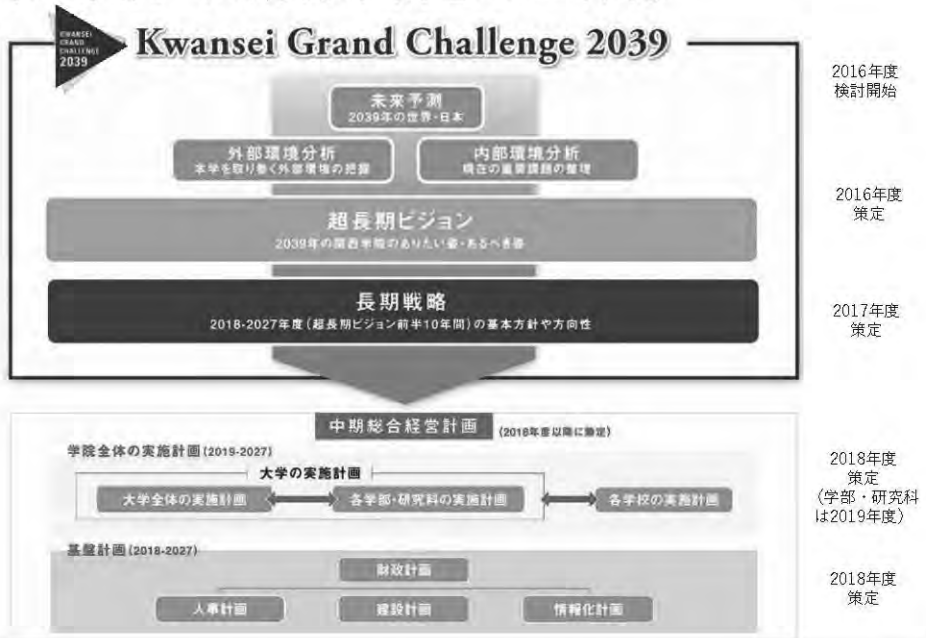 KWANSEI
GRAND
CHALLENGE
2039
Kwansei Grand Challenge 2039
2016年度
検討開始
未来予測
2039年の世界・日本
外部環境分析
本学を取り巻く外部環境の把握
内部環境分析
現在の重要課題の整理
2016年度
策定
超長期ビジョン
2039年の関西学院のありたい姿・あるべき姿
長期戦略
2018-2027年度(超長期ビジョン前半10年間)の基本方針や方向性
2017年度
策定
中期総合経営計画 (2018年度以降に策定)
学院全体の実施計画(2019-2027)
大学の実施計画
大学全体の実施計画
各学部・研究科の実施計画
各学校の実施計画
2018年度
策定
(学部・研究科
は2019年度)
基盤計画(2018-2027)
財政計画
人事計画
建設計画
情報化計画
2018年度
策定